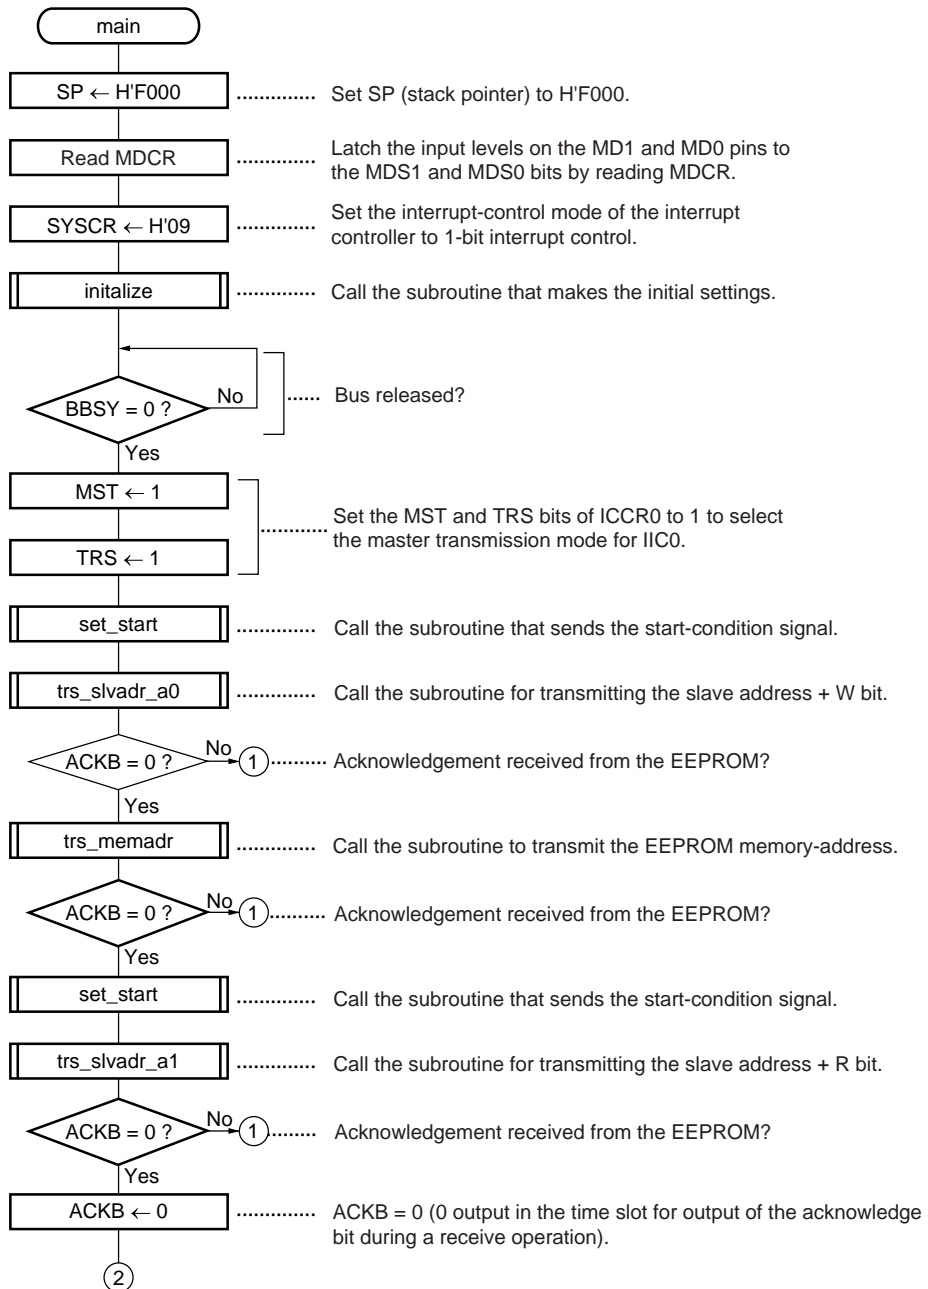 main
SP ← H'F000 .............. Set SP (stack pointer) to H'F000.
Read MDCR .............. Latch the input levels on the MD1 and MD0 pins to
the MDS1 and MDS0 bits by reading MDCR.
SYSCR ← H'09 .............. Set the interrupt-control mode of the interrupt
controller to 1-bit interrupt control.
initalize .............. Call the subroutine that makes the initial settings.
BBSY = 0 ? No ...... Bus released?
Yes
MST ← 1
............ Set the MST and TRS bits of ICCR0 to 1 to select
the master transmission mode for IIC0.
TRS ← 1
set_start .............. Call the subroutine that sends the start-condition signal.
trs_slvadr_a0 .............. Call the subroutine for transmitting the slave address + W bit.
ACKB = 0 ? No 1 .......... Acknowledgement received from the EEPROM?
Yes
trs_memadr .............. Call the subroutine to transmit the EEPROM memory-address.
ACKB = 0 ? No 1 .......... Acknowledgement received from the EEPROM?
Yes
set_start .............. Call the subroutine that sends the start-condition signal.
trs_slvadr_a1 .............. Call the subroutine for transmitting the slave address + R bit.
ACKB = 0 ? No 1 ......... Acknowledgement received from the EEPROM?
Yes
ACKB ← 0 .............. ACKB = 0 (0 output in the time slot for output of the acknowledge
bit during a receive operation).
2